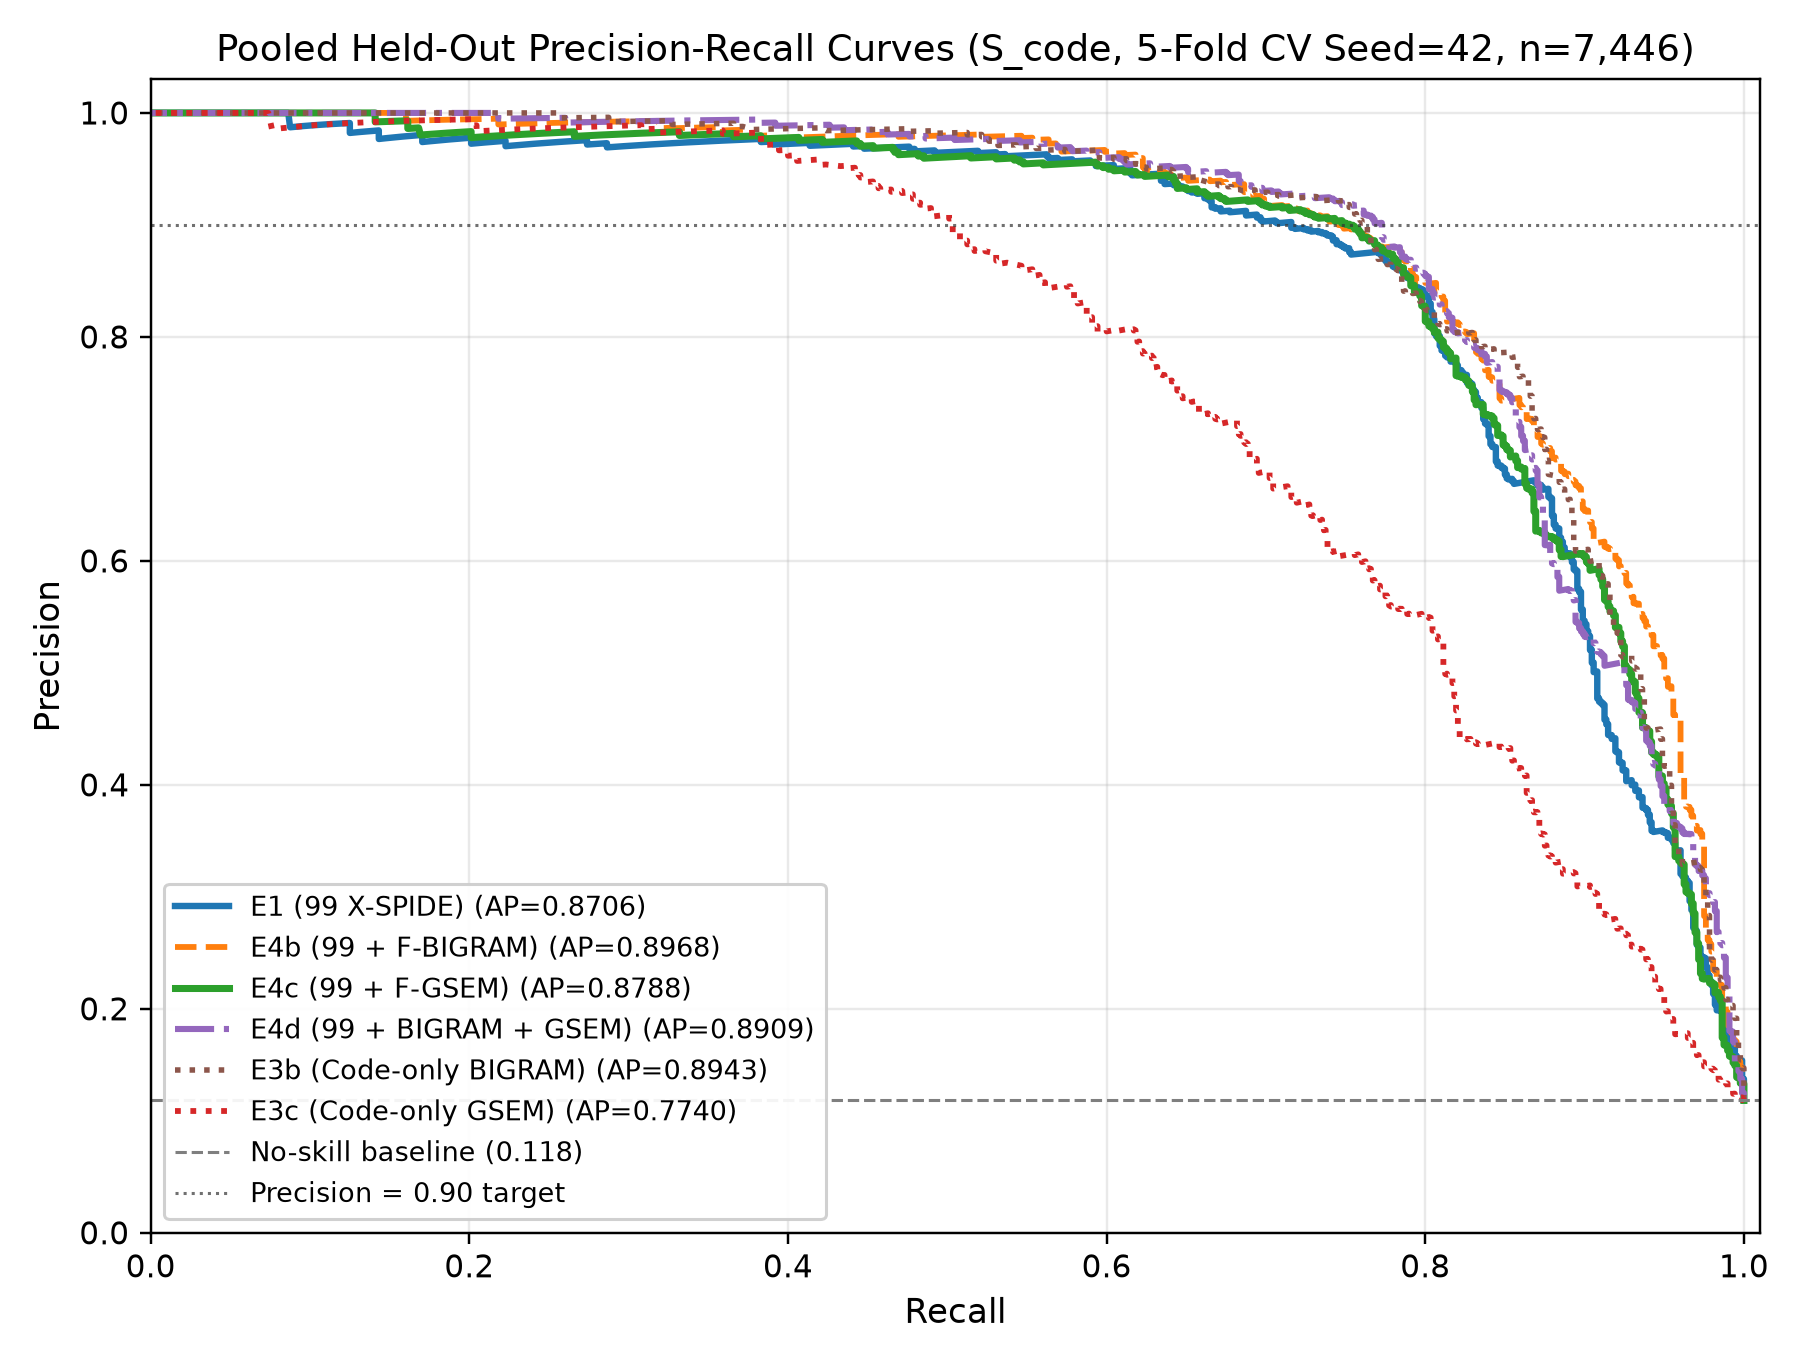 Pooled Held-Out Precision-Recall Curves (S_code, 5-Fold CV Seed=42, n=7,446)
1.0
0.8
0.6
0.4
0.2
0.0
Precision
E1 (99 X-SPIDE) (AP=0.8706)
E4b (99 + F-BIGRAM) (AP=0.8968)
E4c (99 + F-GSEM) (AP=0.8788)
E4d (99 + BIGRAM + GSEM) (AP=0.8909)
E3b (Code-only BIGRAM) (AP=0.8943)
E3c (Code-only GSEM) (AP=0.7740)
No-skill baseline (0.118)
Precision = 0.90 target
0.0 0.2 0.4 0.6 0.8 1.0
Recall